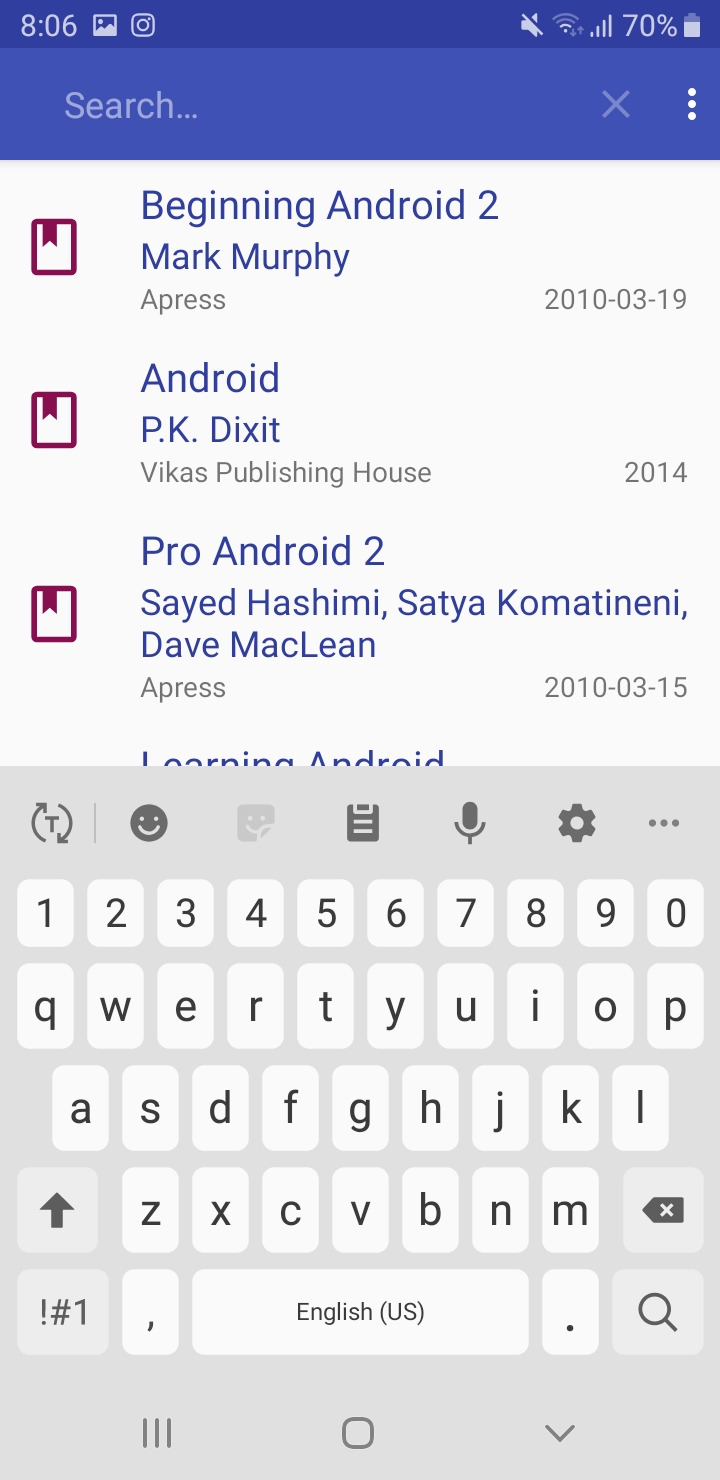 8:06 70%
Search...
Beginning Android 2
Mark Murphy
Apress 2010-03-19
Android
P.K. Dixit
Vikas Publishing House 2014
Pro Android 2
Sayed Hashimi, Satya Komatineni,
Dave MacLean
Apress 2010-03-15
Learning Android
T
1 2 3 4 5 6 7 8 9 0
q w e r t y u i o p
a s d f g h j k l
z x c v b n m
!#1 , English (US) .